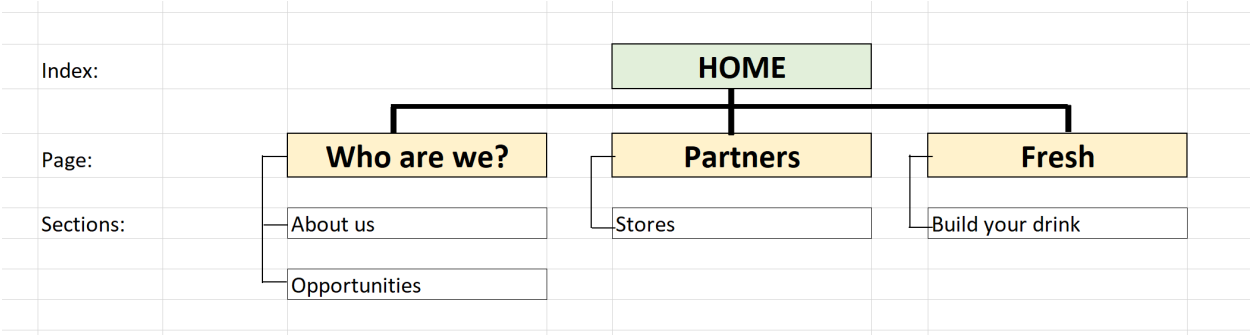 Index:
HOME
Page:
Who are we?
Partners
Fresh
Sections:
About us
Stores
Build your drink
Opportunities